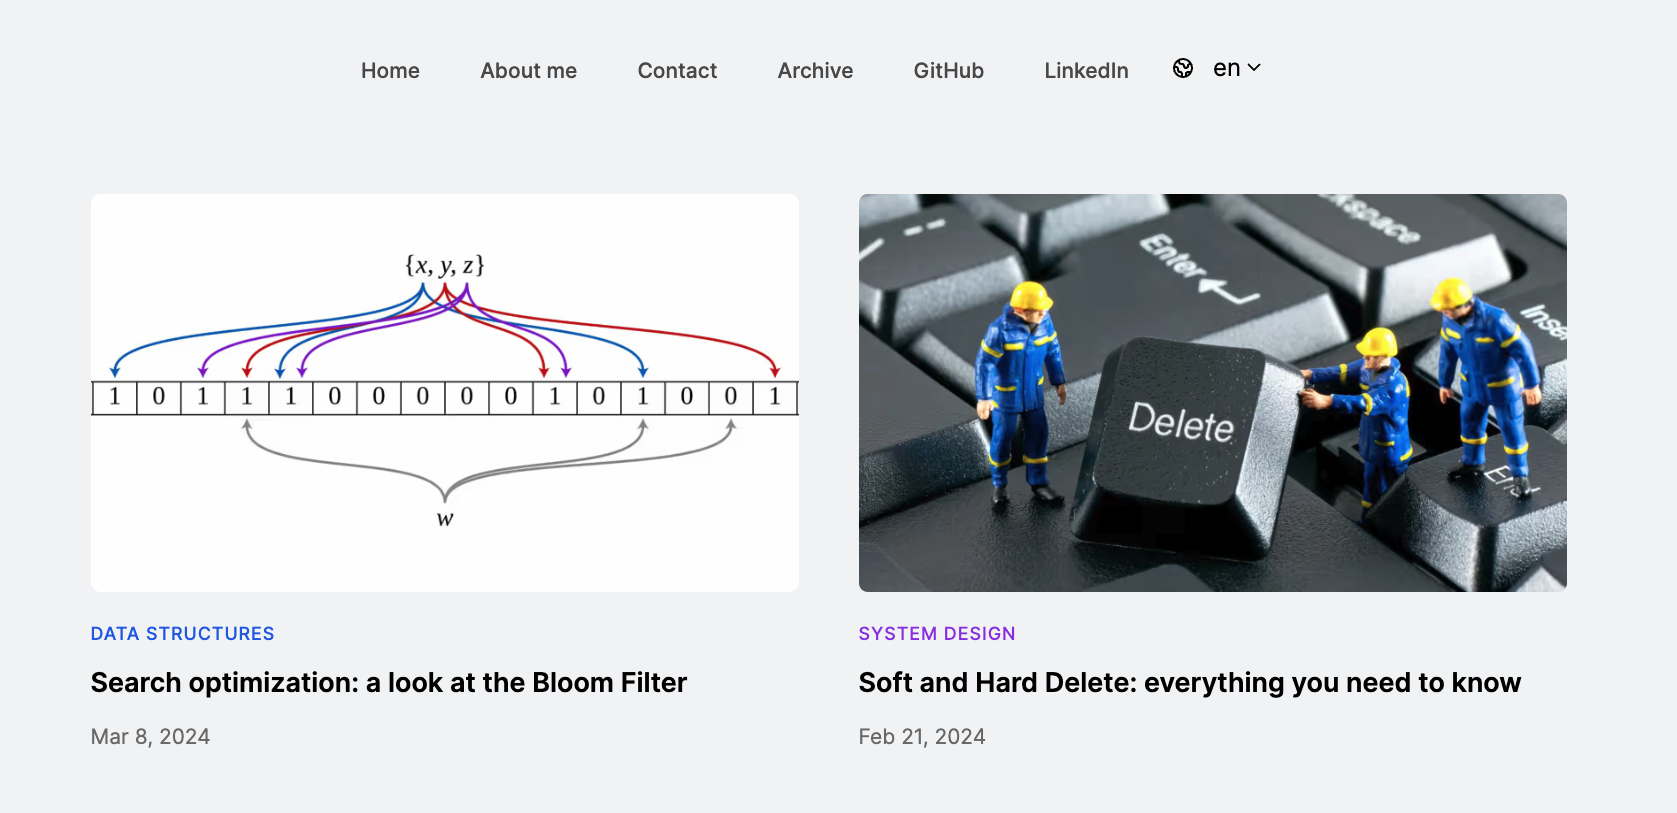 Home About me Contact Archive GitHub LinkedIn en
{x, y, z}
1 0 1 1 1 0 0 0 0 0 1 0 1 0 0 1
w
Enter
Delete
DATA STRUCTURES
Search optimization: a look at the Bloom Filter
Mar 8, 2024
SYSTEM DESIGN
Soft and Hard Delete: everything you need to know
Feb 21, 2024